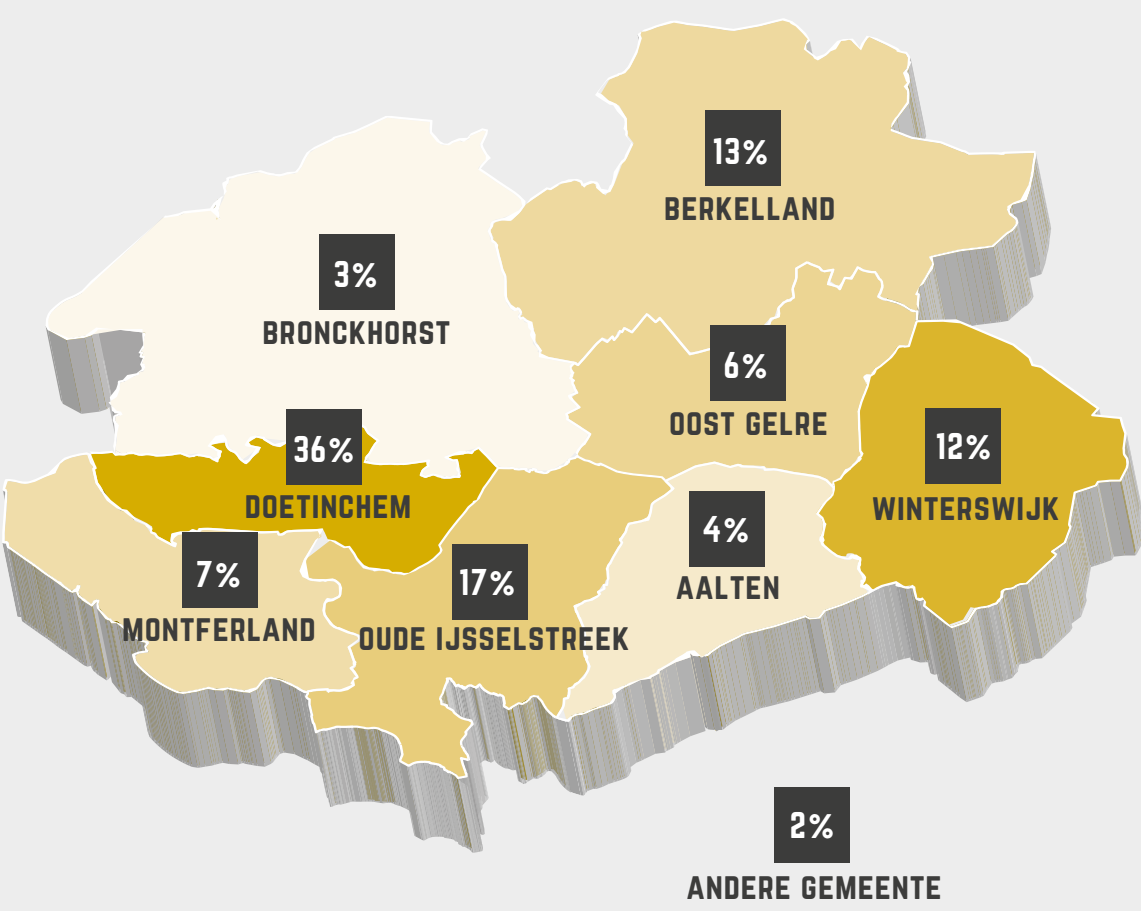 13%
BERKELLAND
3%
BRONCKHORST
6%
OOST GELRE
36%
DOETINCHEM
12%
WINTERSWIJK
4%
AALTEN
7%
MONTFERLAND
17%
OUDE IJSSELSTREEK
2%
ANDERE GEMEENTE